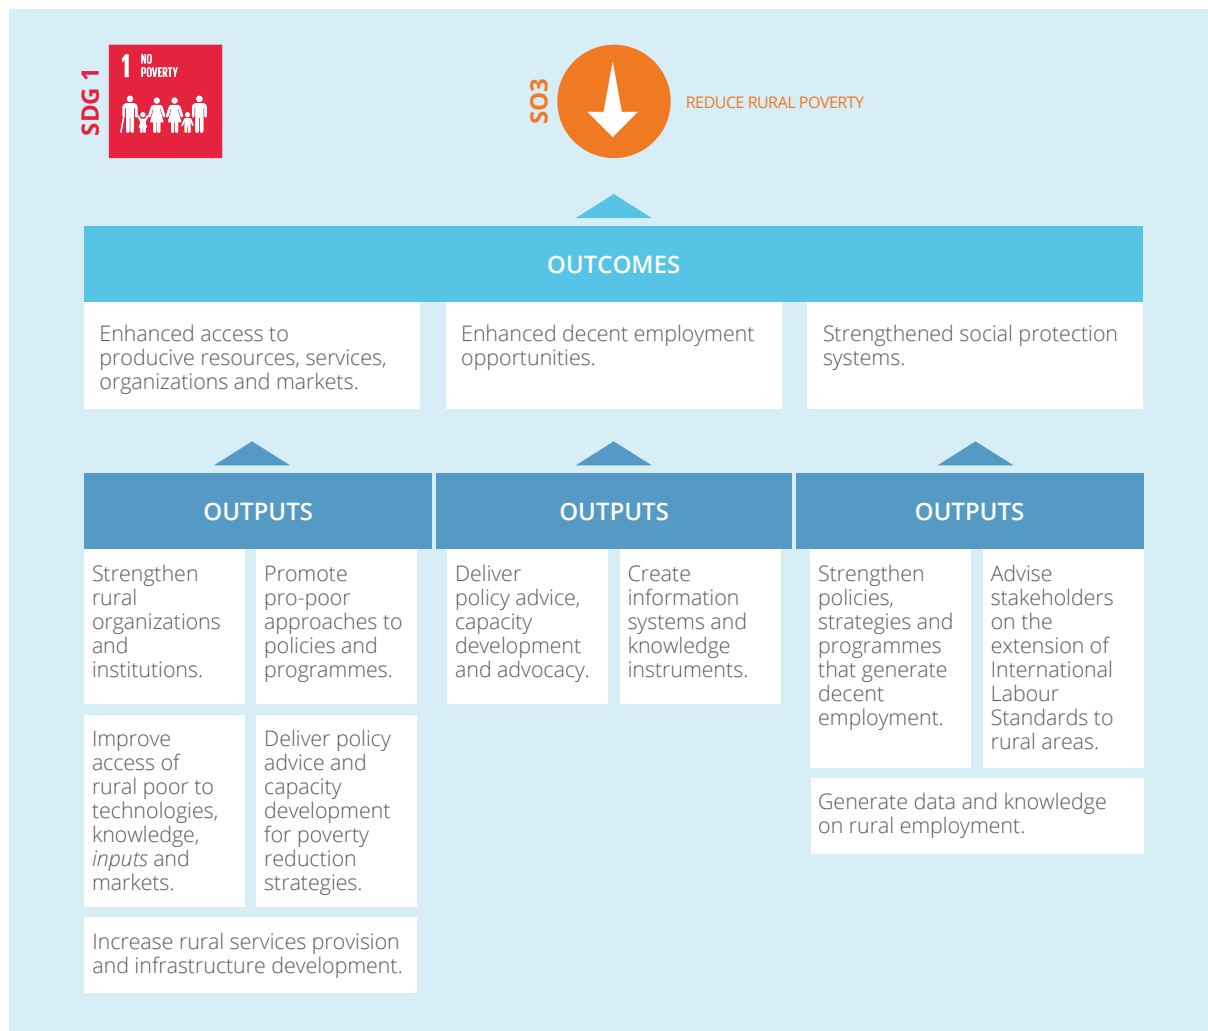 SDG 1
1 NO
POVERTY
SO3
REDUCE RURAL POVERTY
OUTCOMES
Enhanced access to
producive resources, services,
organizations and markets.
Enhanced decent employment
opportunities.
Strengthened social protection
systems.
OUTPUTS
Strengthen
rural
organizations
and
institutions.
Promote
pro-poor
approaches to
policies and
programmes.
Improve
access of
rural poor to
technologies,
knowledge,
inputs and
markets.
Deliver policy
advice and
capacity
development
for poverty
reduction
strategies.
Increase rural services provision
and infrastructure development.
OUTPUTS
Deliver
policy advice,
capacity
development
and advocacy.
Create
information
systems and
knowledge
instruments.
OUTPUTS
Strengthen
policies,
strategies and
programmes
that generate
decent
employment.
Advise
stakeholders
on the
extension of
International
Labour
Standards to
rural areas.
Generate data and knowledge
on rural employment.